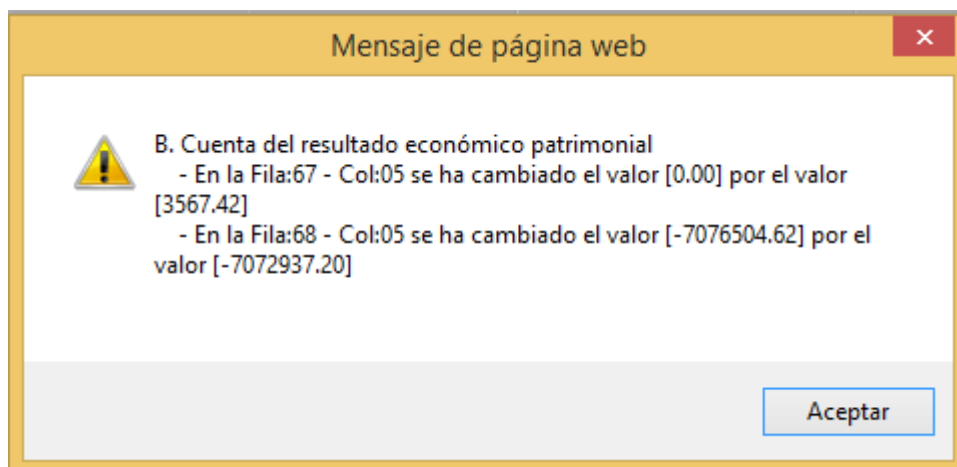 Mensaje de página web
B. Cuenta del resultado económico patrimonial
- En la Fila:67 - Col:05 se ha cambiado el valor [0.00] por el valor
[3567.42]
- En la Fila:68 - Col:05 se ha cambiado el valor [-7076504.62] por el
valor [-7072937.20]
Aceptar